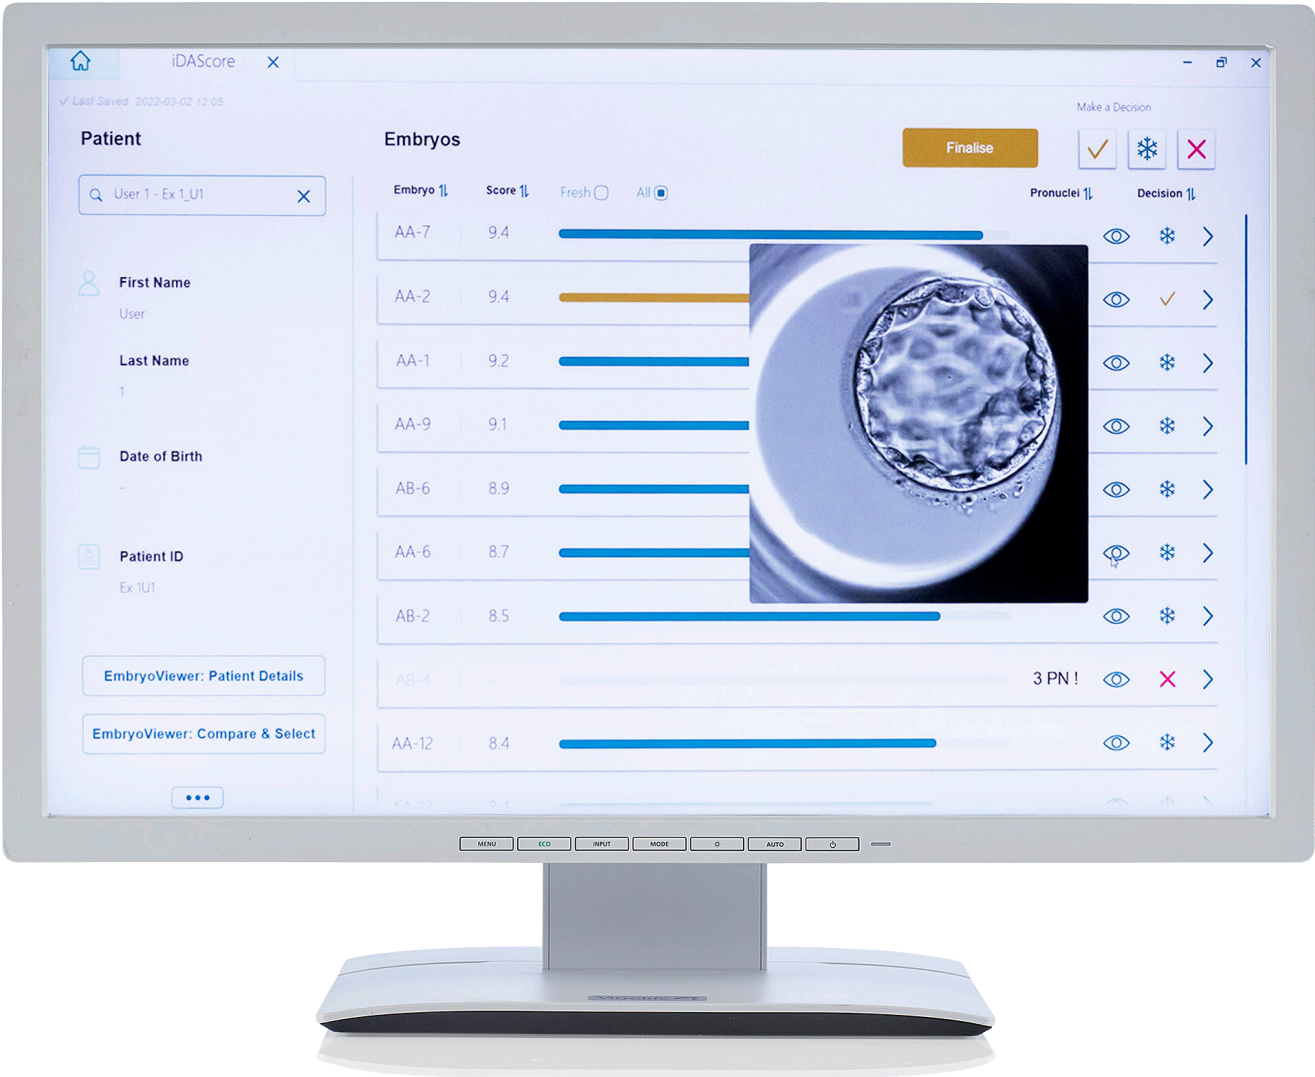 iDAScore
Last Saved 2022-03-02 12:05
Make a Decision
Patient
Embryos
Finalise
User 1 - Ex 1_U1
Embryo
Score
Fresh
All
Pronuclei
Decision
AA-7 9.4
First Name
User
AA-2 9.4
Last Name
1
AA-1 9.2
AA-9 9.1
Date of Birth
-
AB-6 8.9
Patient ID
Ex 1U1
AA-6 8.7
AB-2 8.5
EmbryoViewer: Patient Details
AB-4 - 3 PN !
EmbryoViewer: Compare & Select
AA-12 8.4
MENU ECO INPUT MODE AUTO